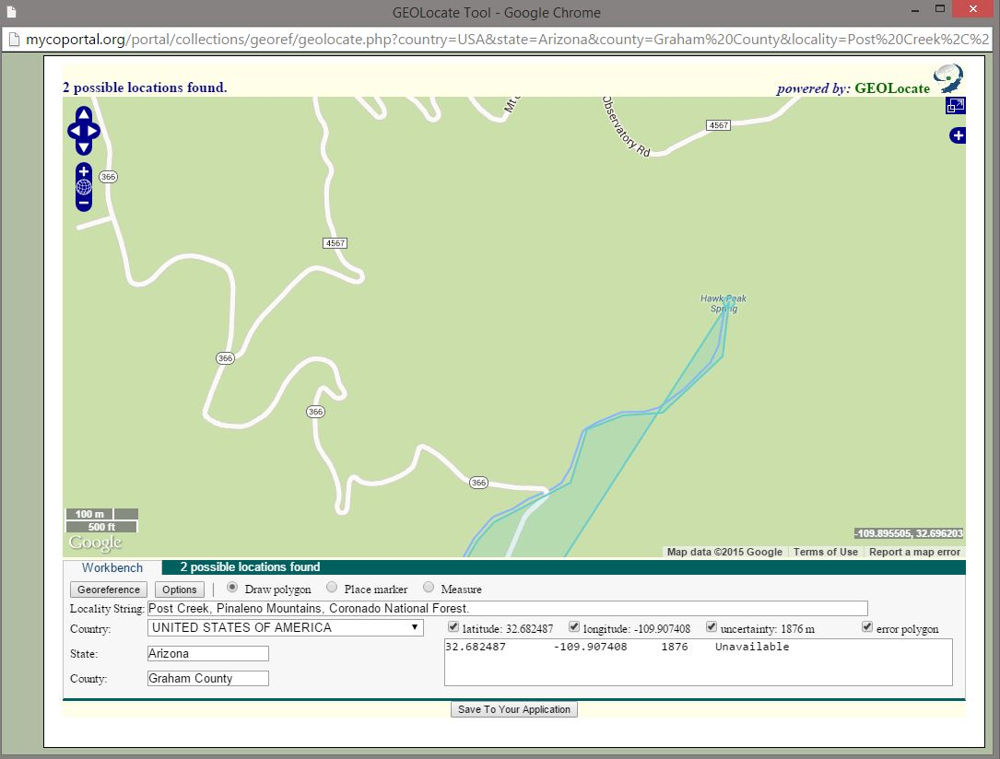 GEOLocate Tool - Google Chrome
mycoportal.org/portal/collections/georef/geolocate.php?country=USA&state=Arizona&county=Graham%20County&locality=Post%20Creek%2C%2
2 possible locations found.
powered by: GEOLocate
Observatory Rd
4567
366
4567
Hawk Peak
Spring
366
366
366
100 m
500 ft
Google
-109.895505, 32.696203
Map data ©2015 Google
Terms of Use
Report a map error
Workbench
2 possible locations found
Georeference
Options
|
Draw polygon
Place marker
Measure
Locality String: Post Creek, Pinaleno Mountains, Coronado National Forest.
Country: UNITED STATES OF AMERICA
latitude: 32.682487
longitude: -109.907408
uncertainty: 1876 m
error polygon
State: Arizona
32.682487 -109.907408 1876 Unavailable
County: Graham County
Save To Your Application